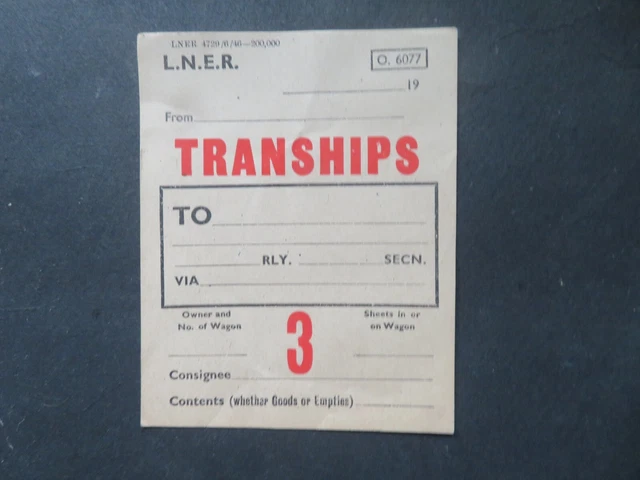 LNER 4729/6/46—200,000
L.N.E.R.
O. 6077
19
From
TRANSHIPS
TO
RLY. SECN.
VIA
Owner and
No. of Wagon
3
Sheets in or
on Wagon
Consignee
Contents (whether Goods or Empties)